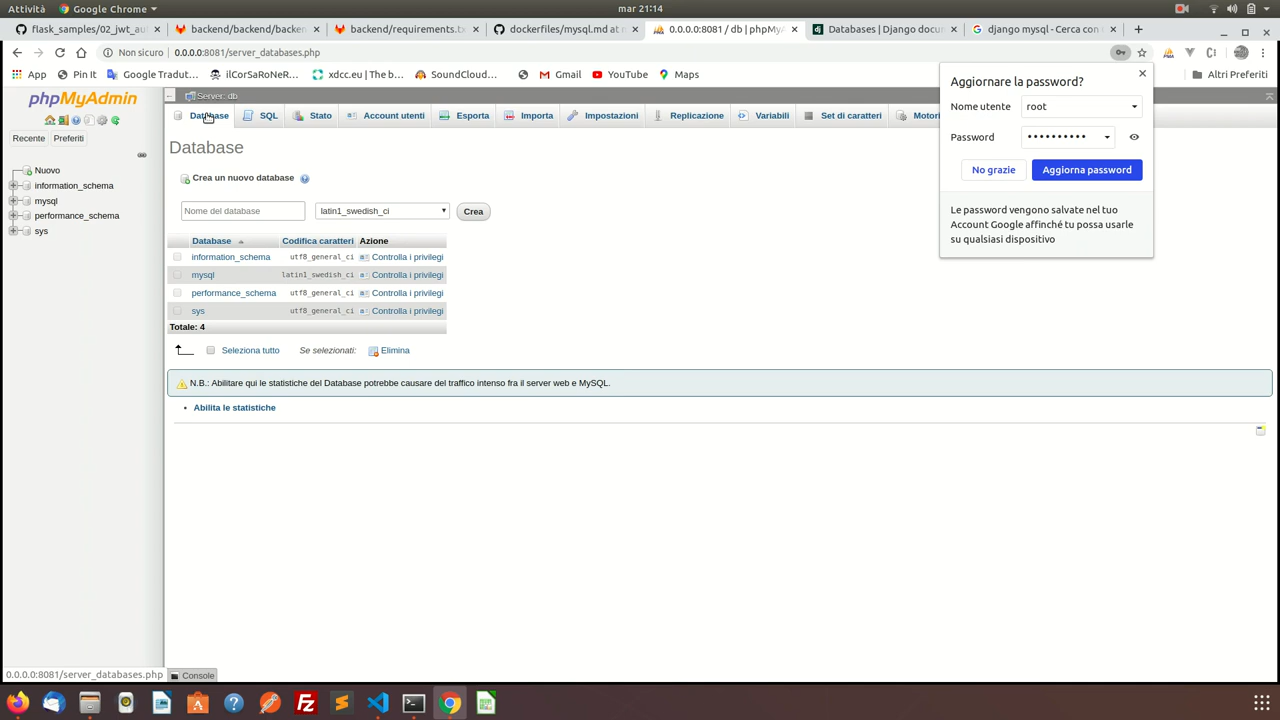 Attività
Google Chrome
mar 21:14
flask_samples/02_jwt_au
backend/backend/backen
backend/requirements.tx
dockerfiles/mysql.md at m
0.0.0.0:8081 / db | phpMyA
Databases | Django docu
django mysql - Cerca con G
Non sicuro
0.0.0.0:8081/server_databases.php
App
Pin It
Google Tradut...
ilCorSaRoNeR...
xdcc.eu | The b...
SoundCloud...
Gmail
YouTube
Maps
Altri Preferiti
phpMyAdmin
Recente
Preferiti
Nuovo
information_schema
mysql
performance_schema
sys
Server: db
Database
SQL
Stato
Account utenti
Esporta
Importa
Impostazioni
Replicazione
Variabili
Set di caratteri
Motori
Database
Crea un nuovo database
Nome del database
latin1_swedish_ci
Crea
Database
Codifica caratteri
Azione
information_schema
utf8_general_ci
Controlla i privilegi
mysql
latin1_swedish_ci
Controlla i privilegi
performance_schema
utf8_general_ci
Controlla i privilegi
sys
utf8_general_ci
Controlla i privilegi
Totale: 4
Seleziona tutto
Se selezionati:
Elimina
N.B.: Abilitare qui le statistiche del Database potrebbe causare del traffico intenso fra il server web e MySQL.
Abilita le statistiche
Aggiornare la password?
Nome utente
root
Password
••••••••••
No grazie
Aggiorna password
Le password vengono salvate nel tuo
Account Google affinché tu possa usarle
su qualsiasi dispositivo
0.0.0.0:8081/server_databases.php
Console